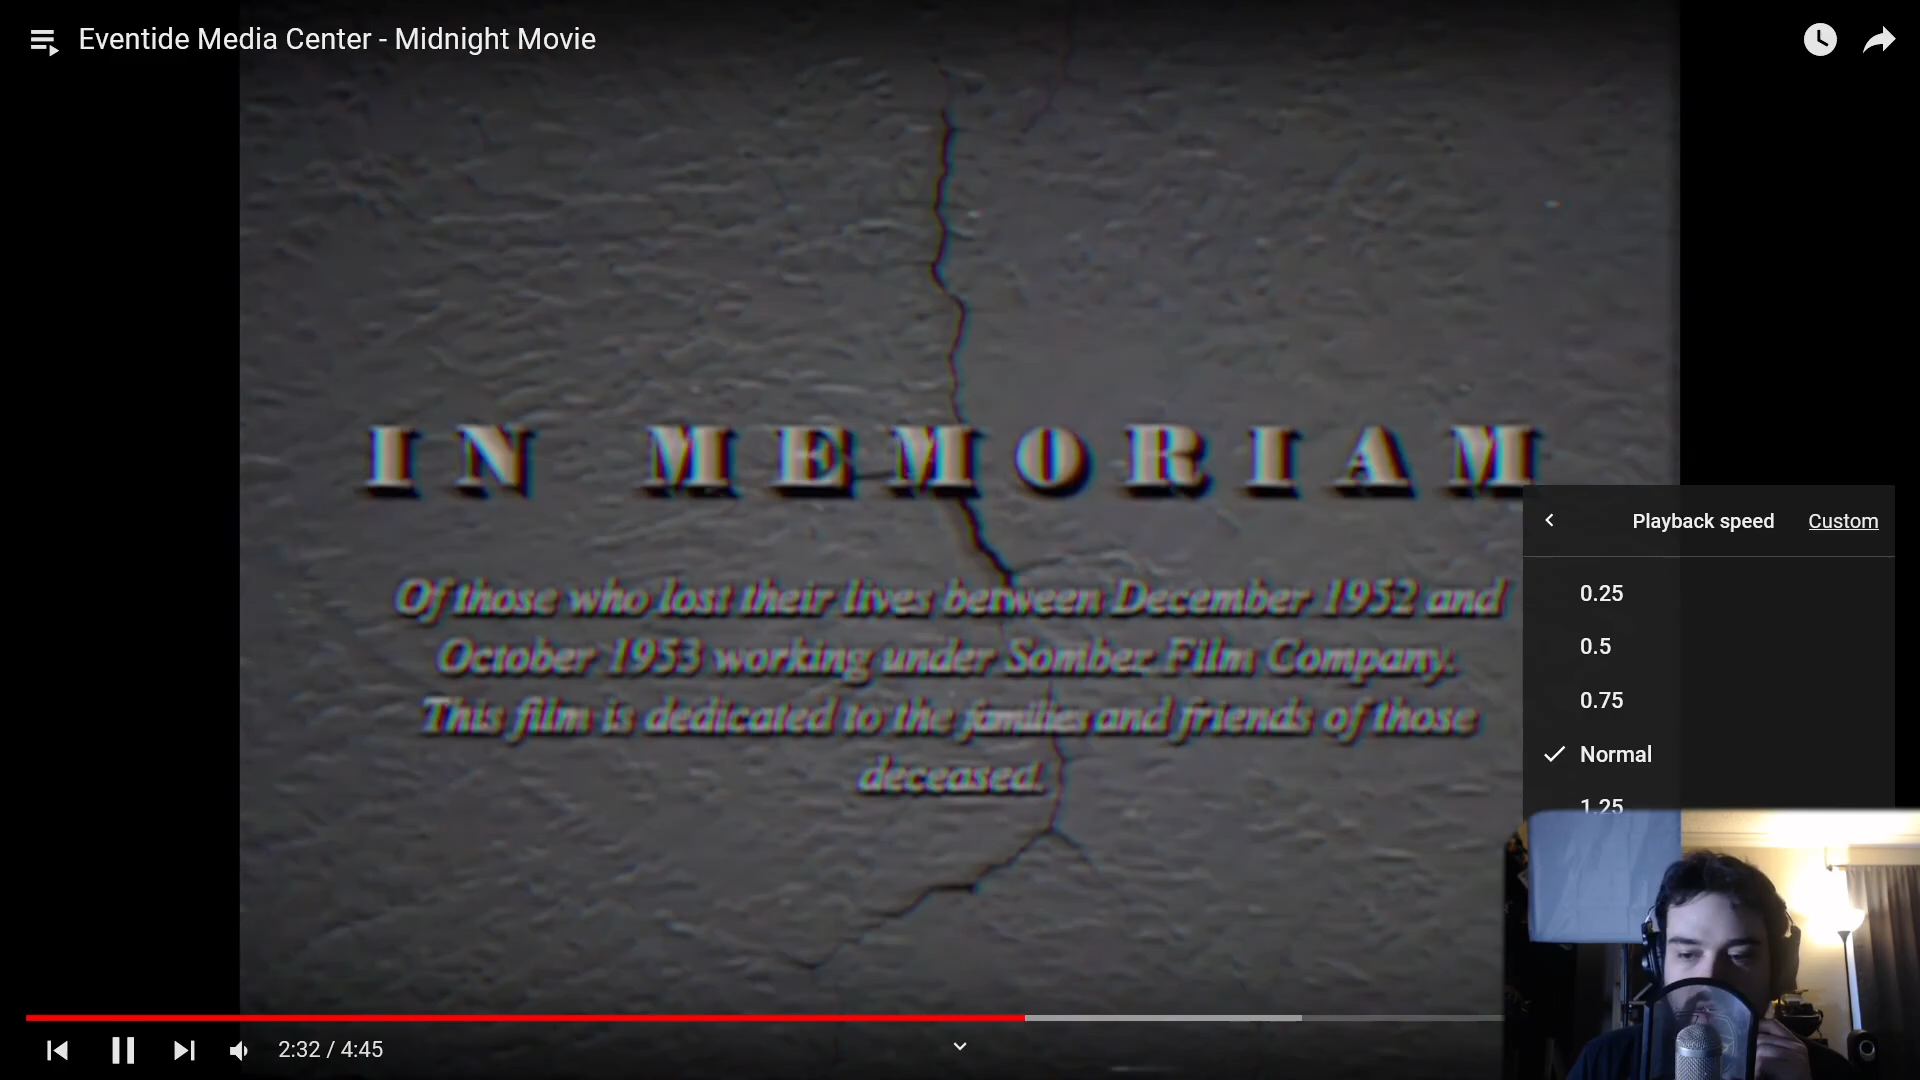 Eventide Media Center - Midnight Movie
IN MEMORIAM
Of those who lost their lives between December 1952 and
October 1953 working under Somber Film Company.
This film is dedicated to the families and friends of those
deceased.
Playback speed Custom
0.25
0.5
0.75
Normal
1.25
2:32 / 4:45